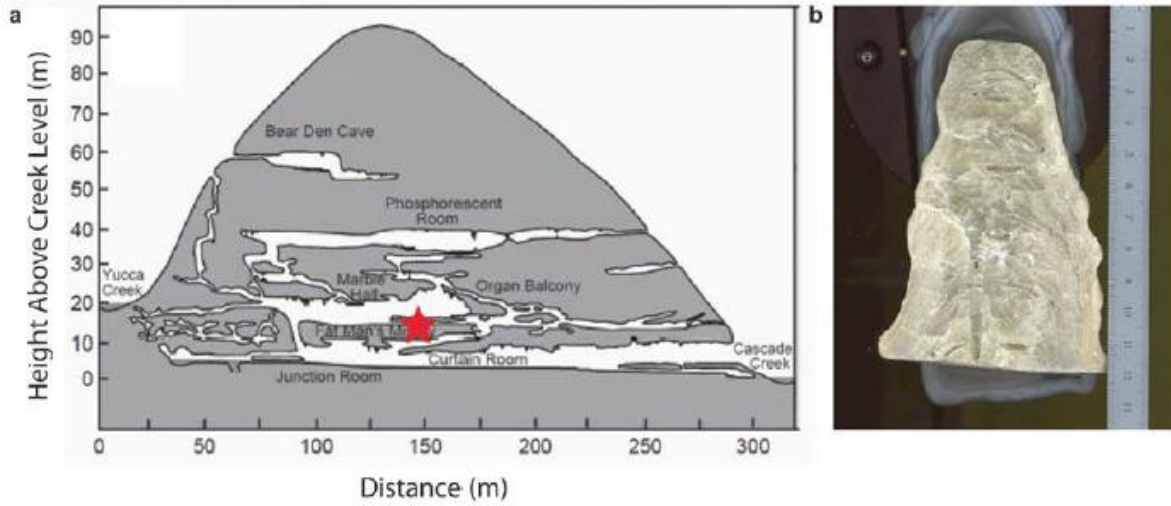 a
b
Height Above Creek Level (m)
90
80
70
60
50
40
30
20
10
0
Bear Den Cave
Phosphorescent
Room
Yucca
Creek
Marble
Hall
Organ Balcony
Fat Man's
Curtain Room
Cascade
Creek
Junction Room
0
50
100
150
200
250
300
Distance (m)